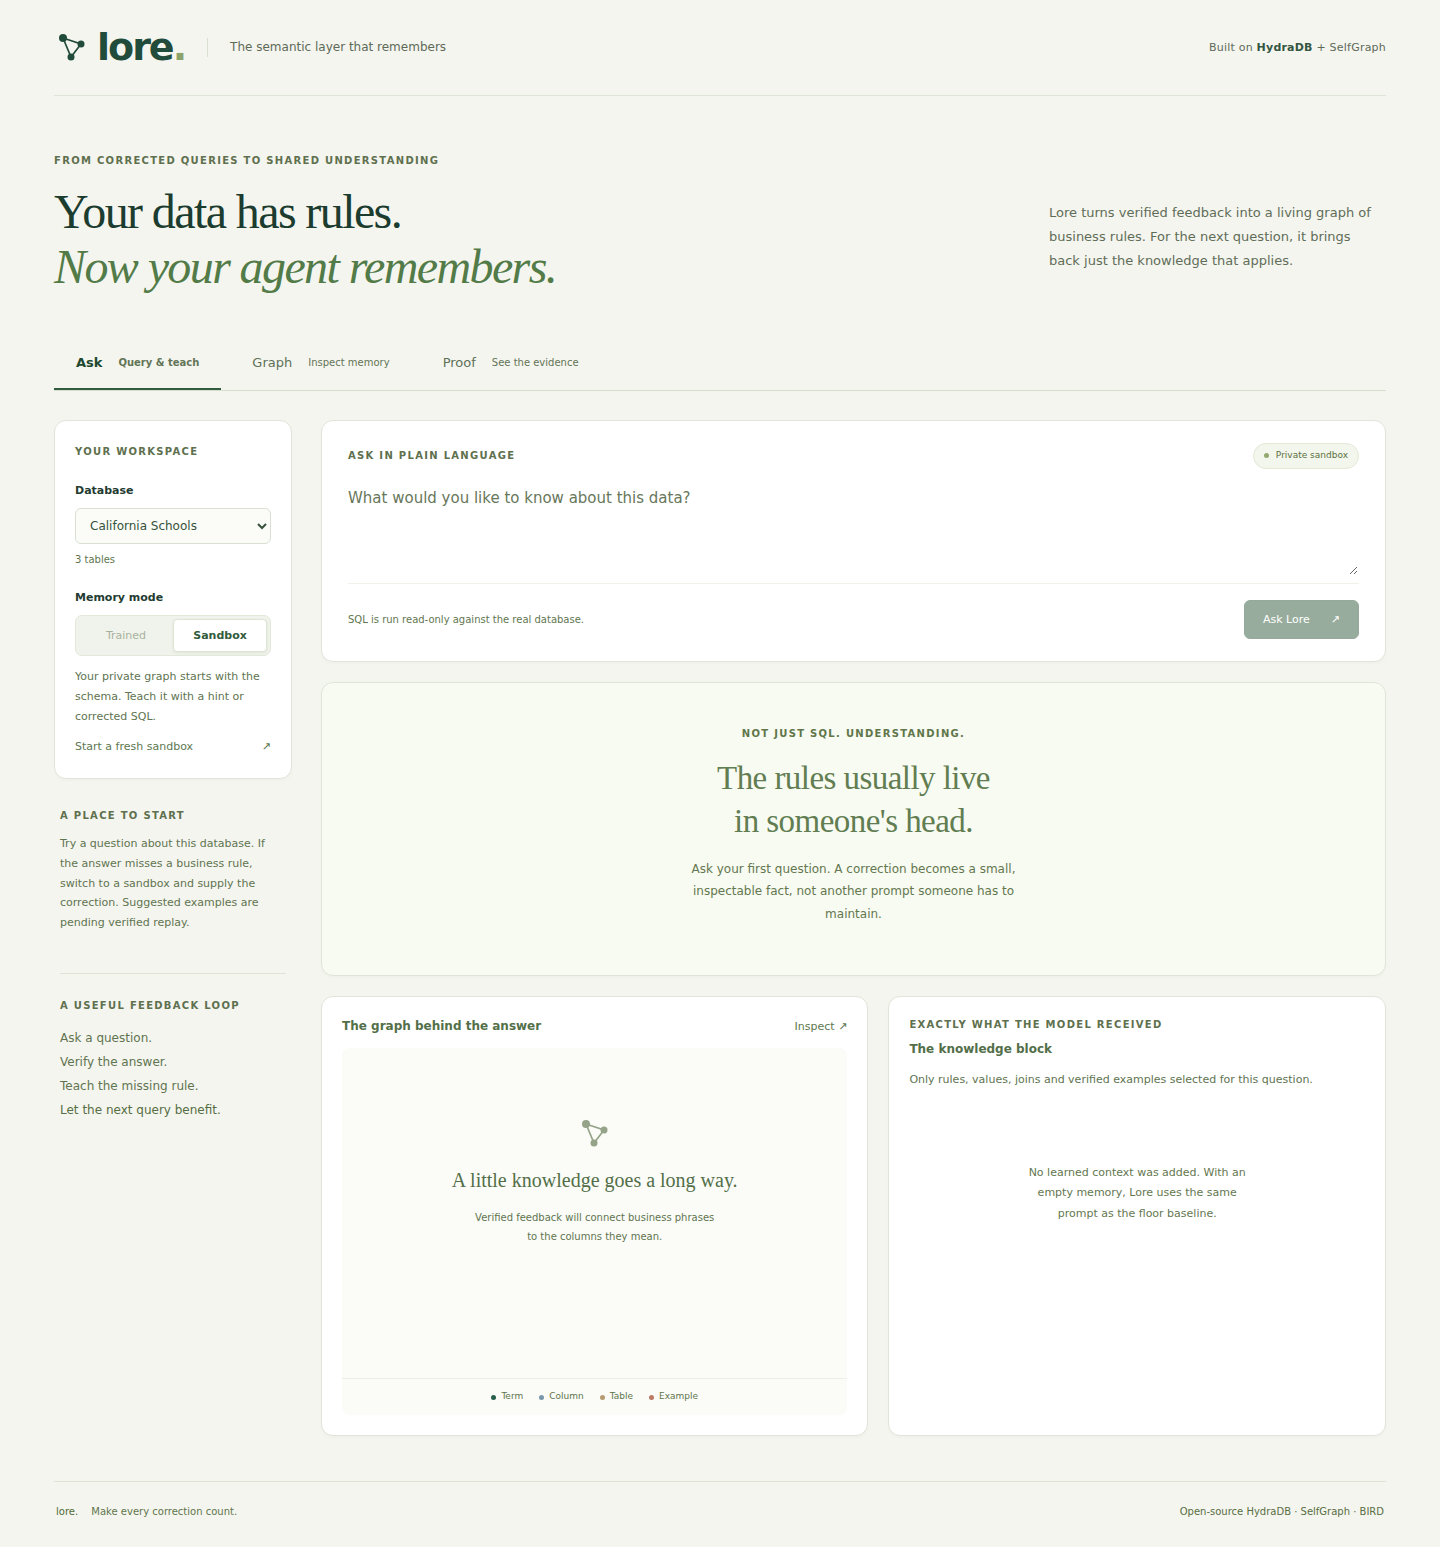 lore.
The semantic layer that remembers
Built on HydraDB + SelfGraph
FROM CORRECTED QUERIES TO SHARED UNDERSTANDING
Your data has rules.
Now your agent remembers.
Lore turns verified feedback into a living graph of
business rules. For the next question, it brings
back just the knowledge that applies.
Ask Query & teach
Graph Inspect memory
Proof See the evidence
YOUR WORKSPACE
Database
California Schools
3 tables
Memory mode
Trained
Sandbox
Your private graph starts with the
schema. Teach it with a hint or
corrected SQL.
Start a fresh sandbox ↗
A PLACE TO START
Try a question about this database. If
the answer misses a business rule,
switch to a sandbox and supply the
correction. Suggested examples are
pending verified replay.
A USEFUL FEEDBACK LOOP
Ask a question.
Verify the answer.
Teach the missing rule.
Let the next query benefit.
ASK IN PLAIN LANGUAGE
Private sandbox
What would you like to know about this data?
SQL is run read-only against the real database.
Ask Lore ↗
NOT JUST SQL. UNDERSTANDING.
The rules usually live
in someone's head.
Ask your first question. A correction becomes a small,
inspectable fact, not another prompt someone has to
maintain.
The graph behind the answer
Inspect ↗
A little knowledge goes a long way.
Verified feedback will connect business phrases
to the columns they mean.
Term
Column
Table
Example
EXACTLY WHAT THE MODEL RECEIVED
The knowledge block
Only rules, values, joins and verified examples selected for this question.
No learned context was added. With an
empty memory, Lore uses the same
prompt as the floor baseline.
lore. Make every correction count.
Open-source HydraDB · SelfGraph · BIRD